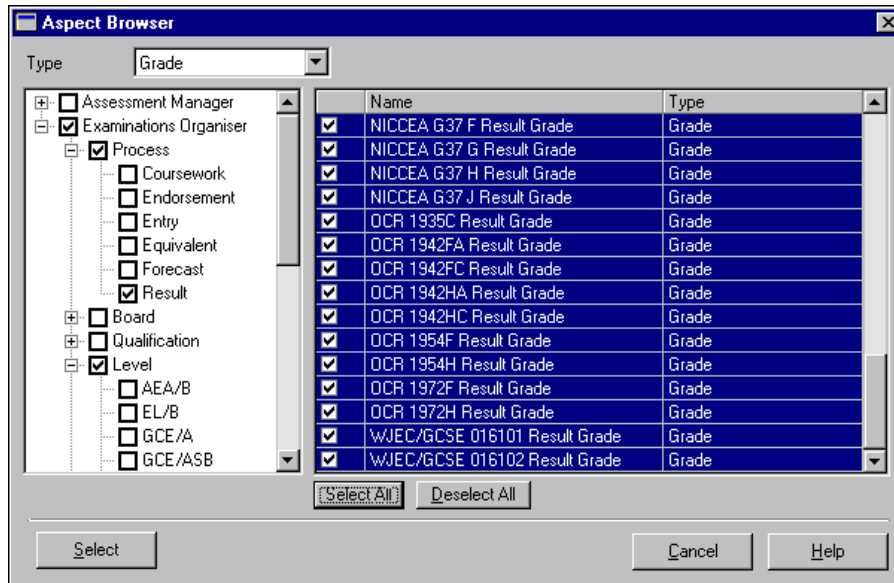 Aspect Browser
Type Grade
Assessment Manager
Examinations Organiser
Process
Coursework
Endorsement
Entry
Equivalent
Forecast
Result
Board
Qualification
Level
AEA/B
EL/B
GCE/A
GCE/ASB
Name Type
NICCEA G37 F Result Grade Grade
NICCEA G37 G Result Grade Grade
NICCEA G37 H Result Grade Grade
NICCEA G37 J Result Grade Grade
OCR 1935C Result Grade Grade
OCR 1942FA Result Grade Grade
OCR 1942FC Result Grade Grade
OCR 1942HA Result Grade Grade
OCR 1942HC Result Grade Grade
OCR 1954F Result Grade Grade
OCR 1954H Result Grade Grade
OCR 1972F Result Grade Grade
OCR 1972H Result Grade Grade
WJEC/GCSE 016101 Result Grade Grade
WJEC/GCSE 016102 Result Grade Grade
Select All Deselect All
Select Cancel Help